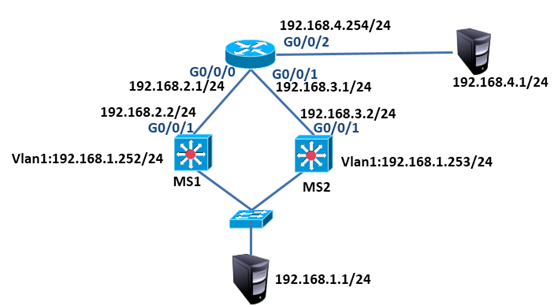 192.168.4.254/24
G0/0/2
192.168.4.1/24
G0/0/0
G0/0/1
192.168.2.1/24
192.168.3.1/24
192.168.2.2/24
192.168.3.2/24
G0/0/1
G0/0/1
Vlan1:192.168.1.252/24
Vlan1:192.168.1.253/24
MS1
MS2
192.168.1.1/24